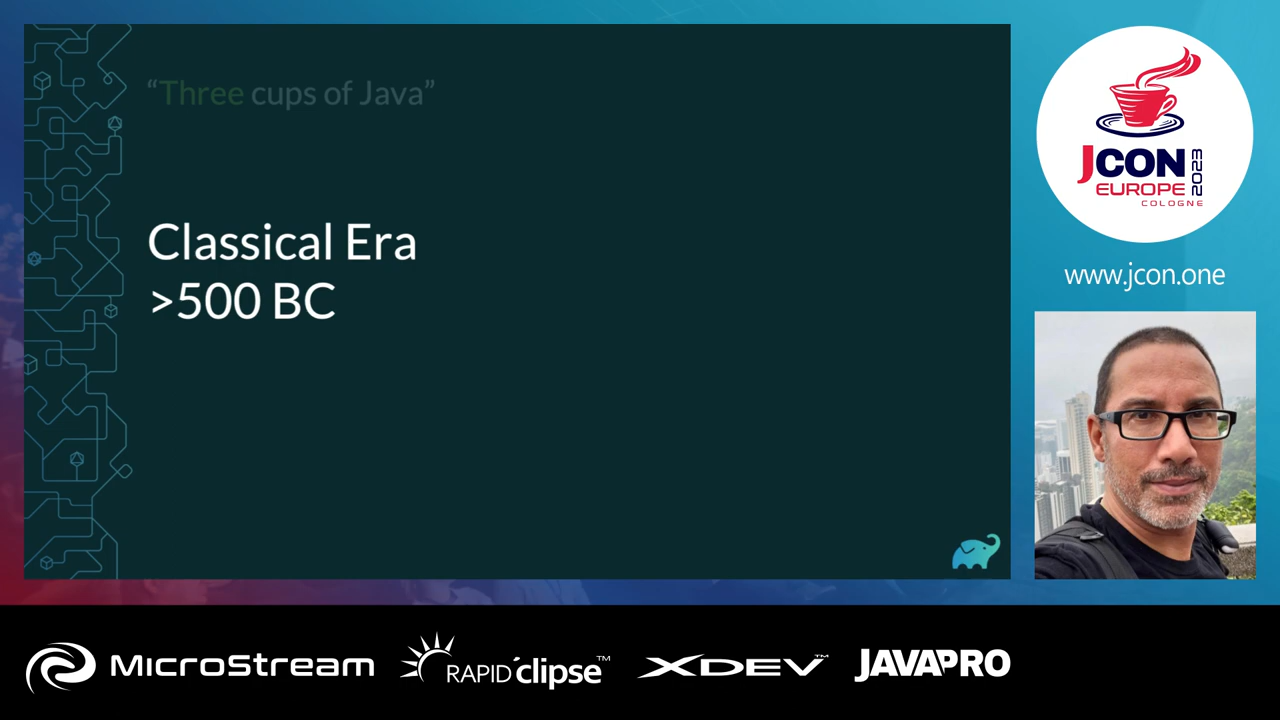 “Three cups of Java”
Classical Era
>500 BC
JCON
2023
EUROPE
COLOGNE
www.jcon.one
MICROSTREAM
RAPID'clipse™
XDEV™
JAVAPRO